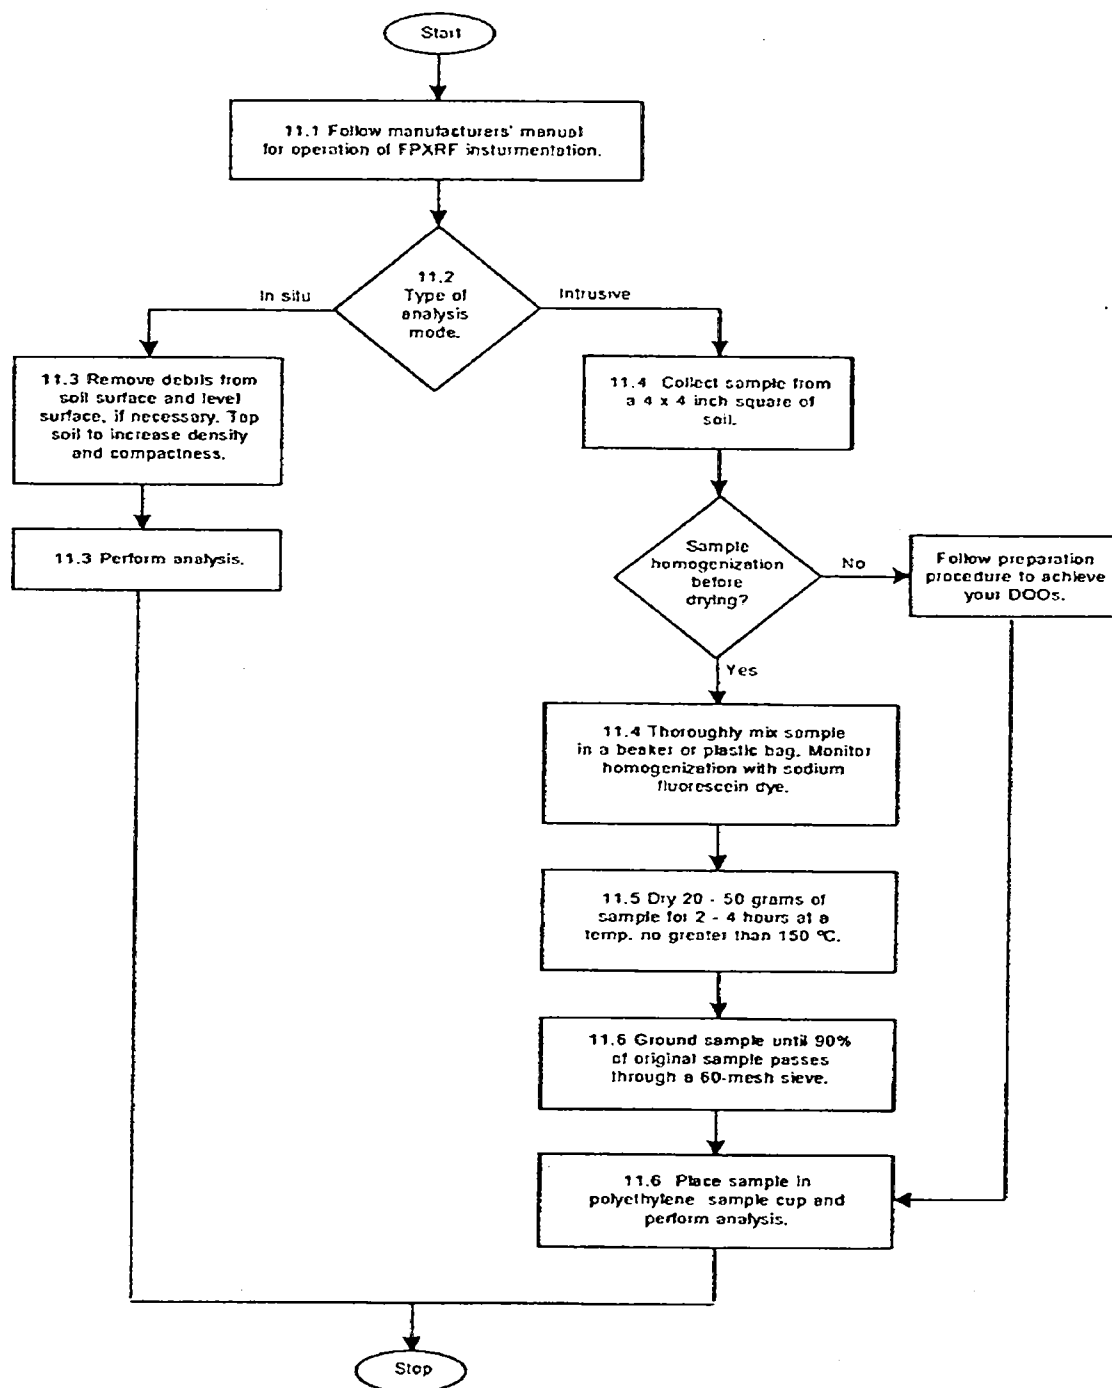 Start
11.1 Follow manufacturers' manual
for operation of FPXRF insturmentation.
11.2
Type of
analysis
mode.
In situ
Intrusive
11.3 Remove debris from
soil surface and level
surface, if necessary. Tap
soil to increase density
and compactness.
11.3 Perform analysis.
11.4 Collect sample from
a 4 x 4 inch square of
soil.
Sample
homogenization
before
drying?
No
Follow preparation
procedure to achieve
your DQOs.
Yes
11.4 Thoroughly mix sample
in a beaker or plastic bag. Monitor
homogenization with sodium
fluorescein dye.
11.5 Dry 20 - 50 grams of
sample for 2 - 4 hours at a
temp. no greater than 150 ºC.
11.6 Ground sample until 90%
of original sample passes
through a 60-mesh sieve.
11.6 Place sample in
polyethylene sample cup and
perform analysis.
Stop